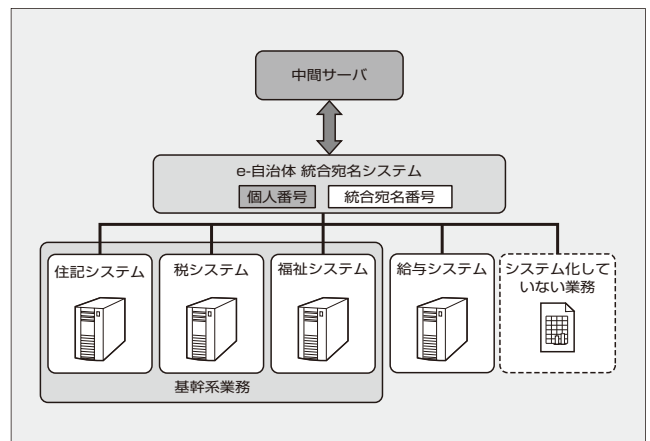 中間サーバ
e-自治体 統合宛名システム
個人番号
統合宛名番号
住記システム
税システム
福祉システム
給与システム
システム化して
いない業務
基幹系業務